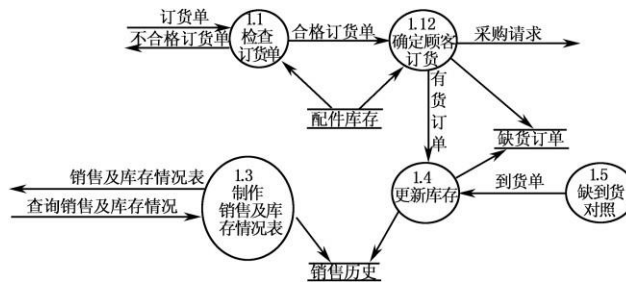 订货单
不合格订货单
1.1
检查
订货单
合格订货单
1.12
确定顾客
订货
采购请求
配件库存
有货订单
缺货订单
销售及库存情况表
查询销售及库存情况
1.3
制作
销售及库
存情况表
1.4
更新库存
到货单
1.5
缺到货
对照
销售历史